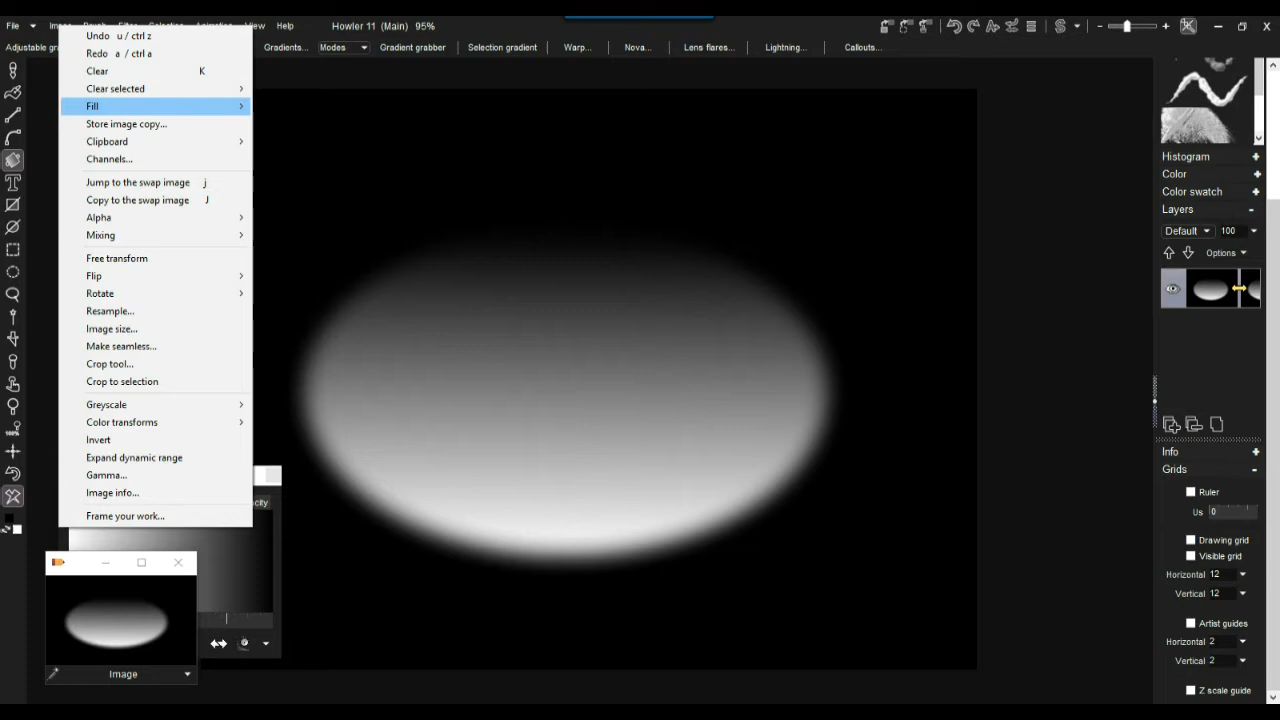 File Image Brush Filter Selection Animation View Help Howler 11 (Main) 95%
Gradients... Modes Gradient grabber Selection gradient Warp... Nova... Lens flares... Lightning... Callouts...
Undo u / ctrl z
Redo a / ctrl a
Clear K
Clear selected
Fill
Store image copy...
Clipboard
Channels...
Jump to the swap image j
Copy to the swap image J
Alpha
Mixing
Free transform
Flip
Rotate
Resample...
Image size...
Make seamless...
Crop tool...
Crop to selection
Greyscale
Color transforms
Invert
Expand dynamic range
Gamma...
Image info...
Frame your work...
Image
Histogram
Color
Color swatch
Layers
Default 100
Options
Info
Grids
Ruler
Us 0
Drawing grid
Visible grid
Horizontal 12
Vertical 12
Artist guides
Horizontal 2
Vertical 2
Z scale guide